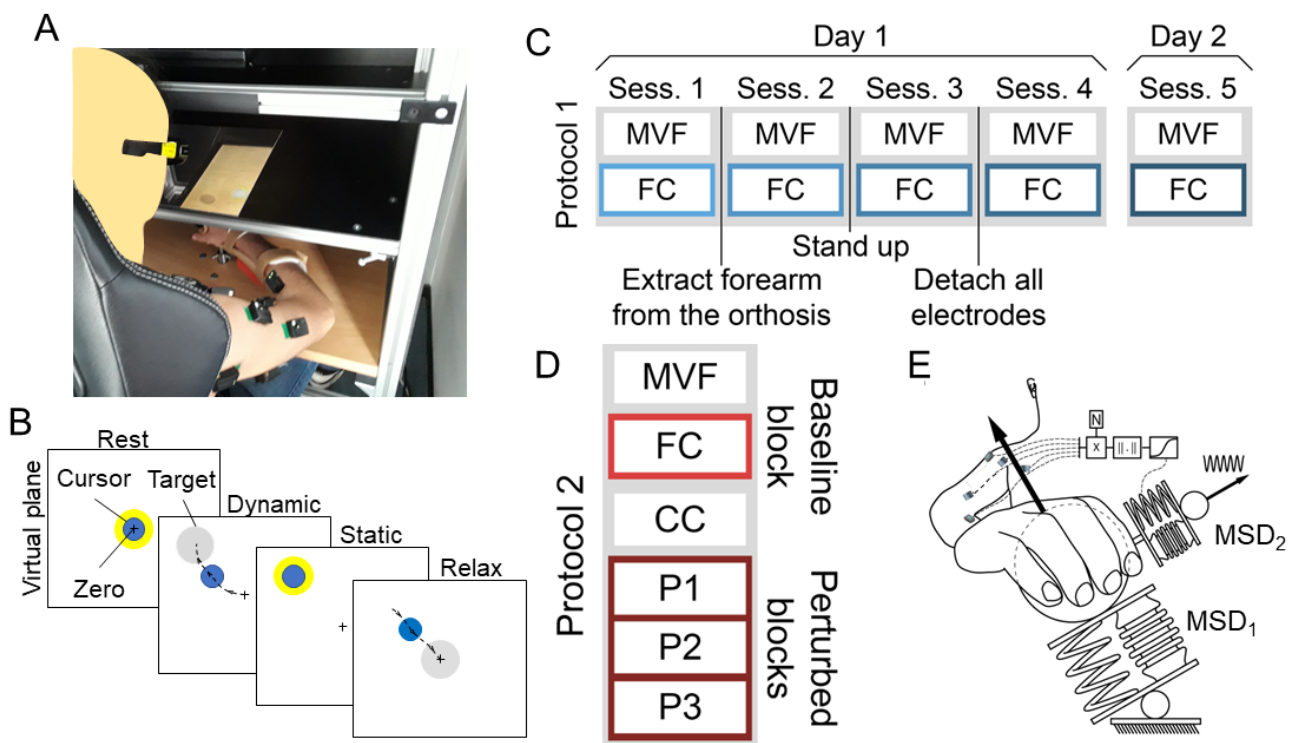 A
B
Rest
Virtual plane
Cursor
Target
Zero
Dynamic
Static
Relax
C
Day 1
Day 2
Sess. 1
Sess. 2
Sess. 3
Sess. 4
Sess. 5
Protocol 1
MVF
MVF
MVF
MVF
MVF
FC
FC
FC
FC
FC
Stand up
Extract forearm
from the orthosis
Detach all
electrodes
D
Protocol 2
MVF
FC
CC
P1
P2
P3
Baseline
block
Perturbed
blocks
E
N
x
||·||
MSD₂
MSD₁